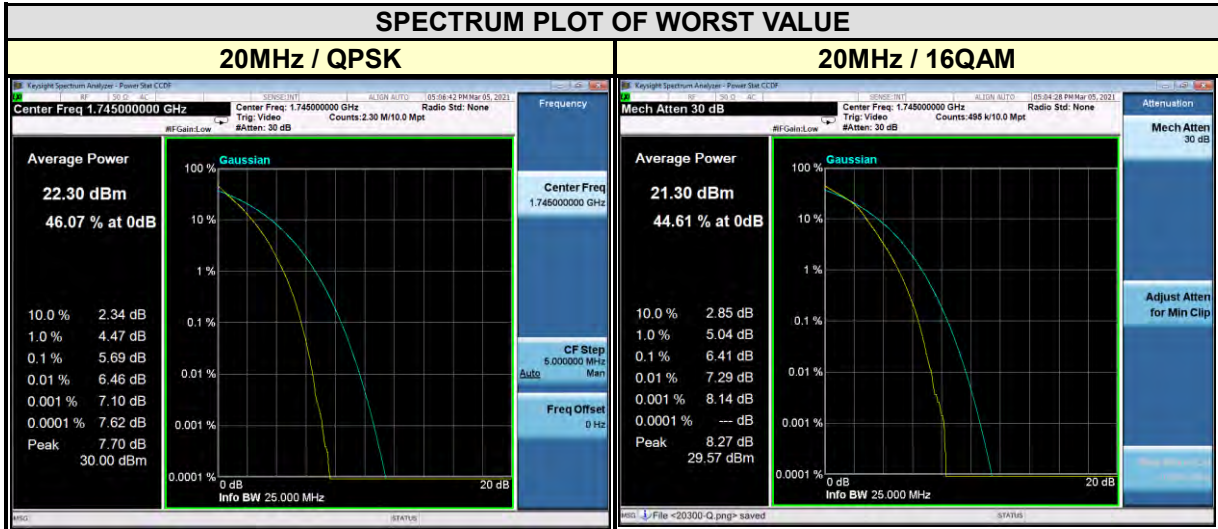 SPECTRUM PLOT OF WORST VALUE
20MHz / QPSK
20MHz / 16QAM
Keysight Spectrum Analyzer - Power Stat CCDF
RF 50 Ω AC SENSE:INT ALIGN AUTO 05:06:42 PM Mar 05, 2021
Center Freq 1.745000000 GHz
Center Freq: 1.745000000 GHz Radio Std: None
Trig: Video Counts:2.30 M/10.0 Mpt
#IFGain:Low #Atten: 30 dB
Frequency
Average Power
22.30 dBm
46.07 % at 0dB
10.0 % 2.34 dB
1.0 % 4.47 dB
0.1 % 5.69 dB
0.01 % 6.46 dB
0.001 % 7.10 dB
0.0001 % 7.62 dB
Peak 7.70 dB
30.00 dBm
Gaussian
100 %
10 %
1 %
0.1 %
0.01 %
0.001 %
0.0001 %
0 dB 20 dB
Info BW 25.000 MHz
Center Freq
1.745000000 GHz
CF Step
5.000000 MHz
Auto Man
Freq Offset
0 Hz
MSG STATUS
Keysight Spectrum Analyzer - Power Stat CCDF
RF 50 Ω AC SENSE:INT ALIGN AUTO 05:04:28 PM Mar 05, 2021
Mech Atten 30 dB
Center Freq: 1.745000000 GHz Radio Std: None
Trig: Video Counts:495 k/10.0 Mpt
#IFGain:Low #Atten: 30 dB
Attenuation
Average Power
21.30 dBm
44.61 % at 0dB
10.0 % 2.85 dB
1.0 % 5.04 dB
0.1 % 6.41 dB
0.01 % 7.29 dB
0.001 % 8.14 dB
0.0001 % --- dB
Peak 8.27 dB
29.57 dBm
Gaussian
100 %
10 %
1 %
0.1 %
0.01 %
0.001 %
0.0001 %
0 dB 20 dB
Info BW 25.000 MHz
Mech Atten
30 dB
Adjust Atten
for Min Clip
MSG File <20300-Q.png> saved STATUS